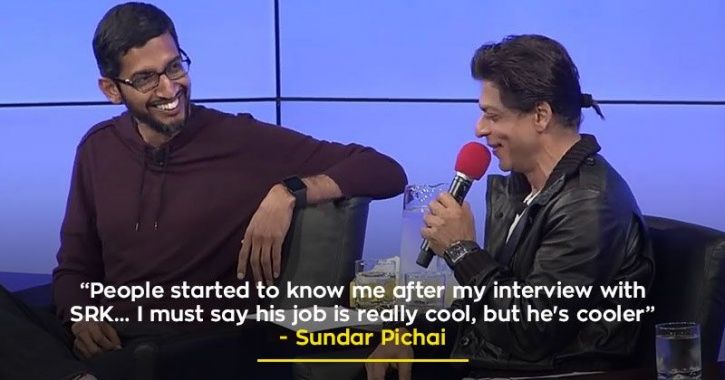 “People started to know me after my interview with
SRK... I must say his job is really cool, but he's cooler”
- Sundar Pichai